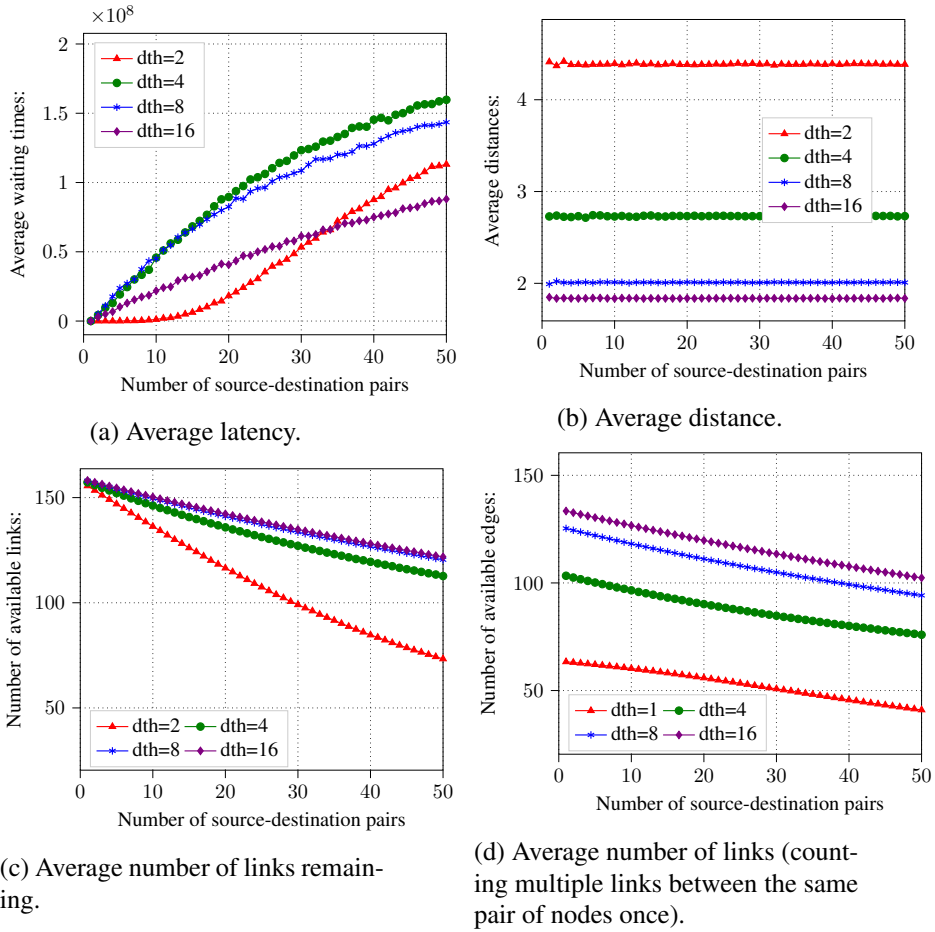 ×10⁸
2
1.5
1
0.5
0
0 10 20 30 40 50
Average waiting times:
Number of source-destination pairs
dth=2
dth=4
dth=8
dth=16
(a) Average latency.
4
3
2
0 10 20 30 40 50
Average distances:
Number of source-destination pairs
dth=2
dth=4
dth=8
dth=16
(b) Average distance.
150
100
50
0 10 20 30 40 50
Number of available links:
Number of source-destination pairs
dth=2 dth=4
dth=8 dth=16
(c) Average number of links remain-
ing.
150
100
50
0 10 20 30 40 50
Number of available edges:
Number of source-destination pairs
dth=1 dth=4
dth=8 dth=16
(d) Average number of links (count-
ing multiple links between the same
pair of nodes once).